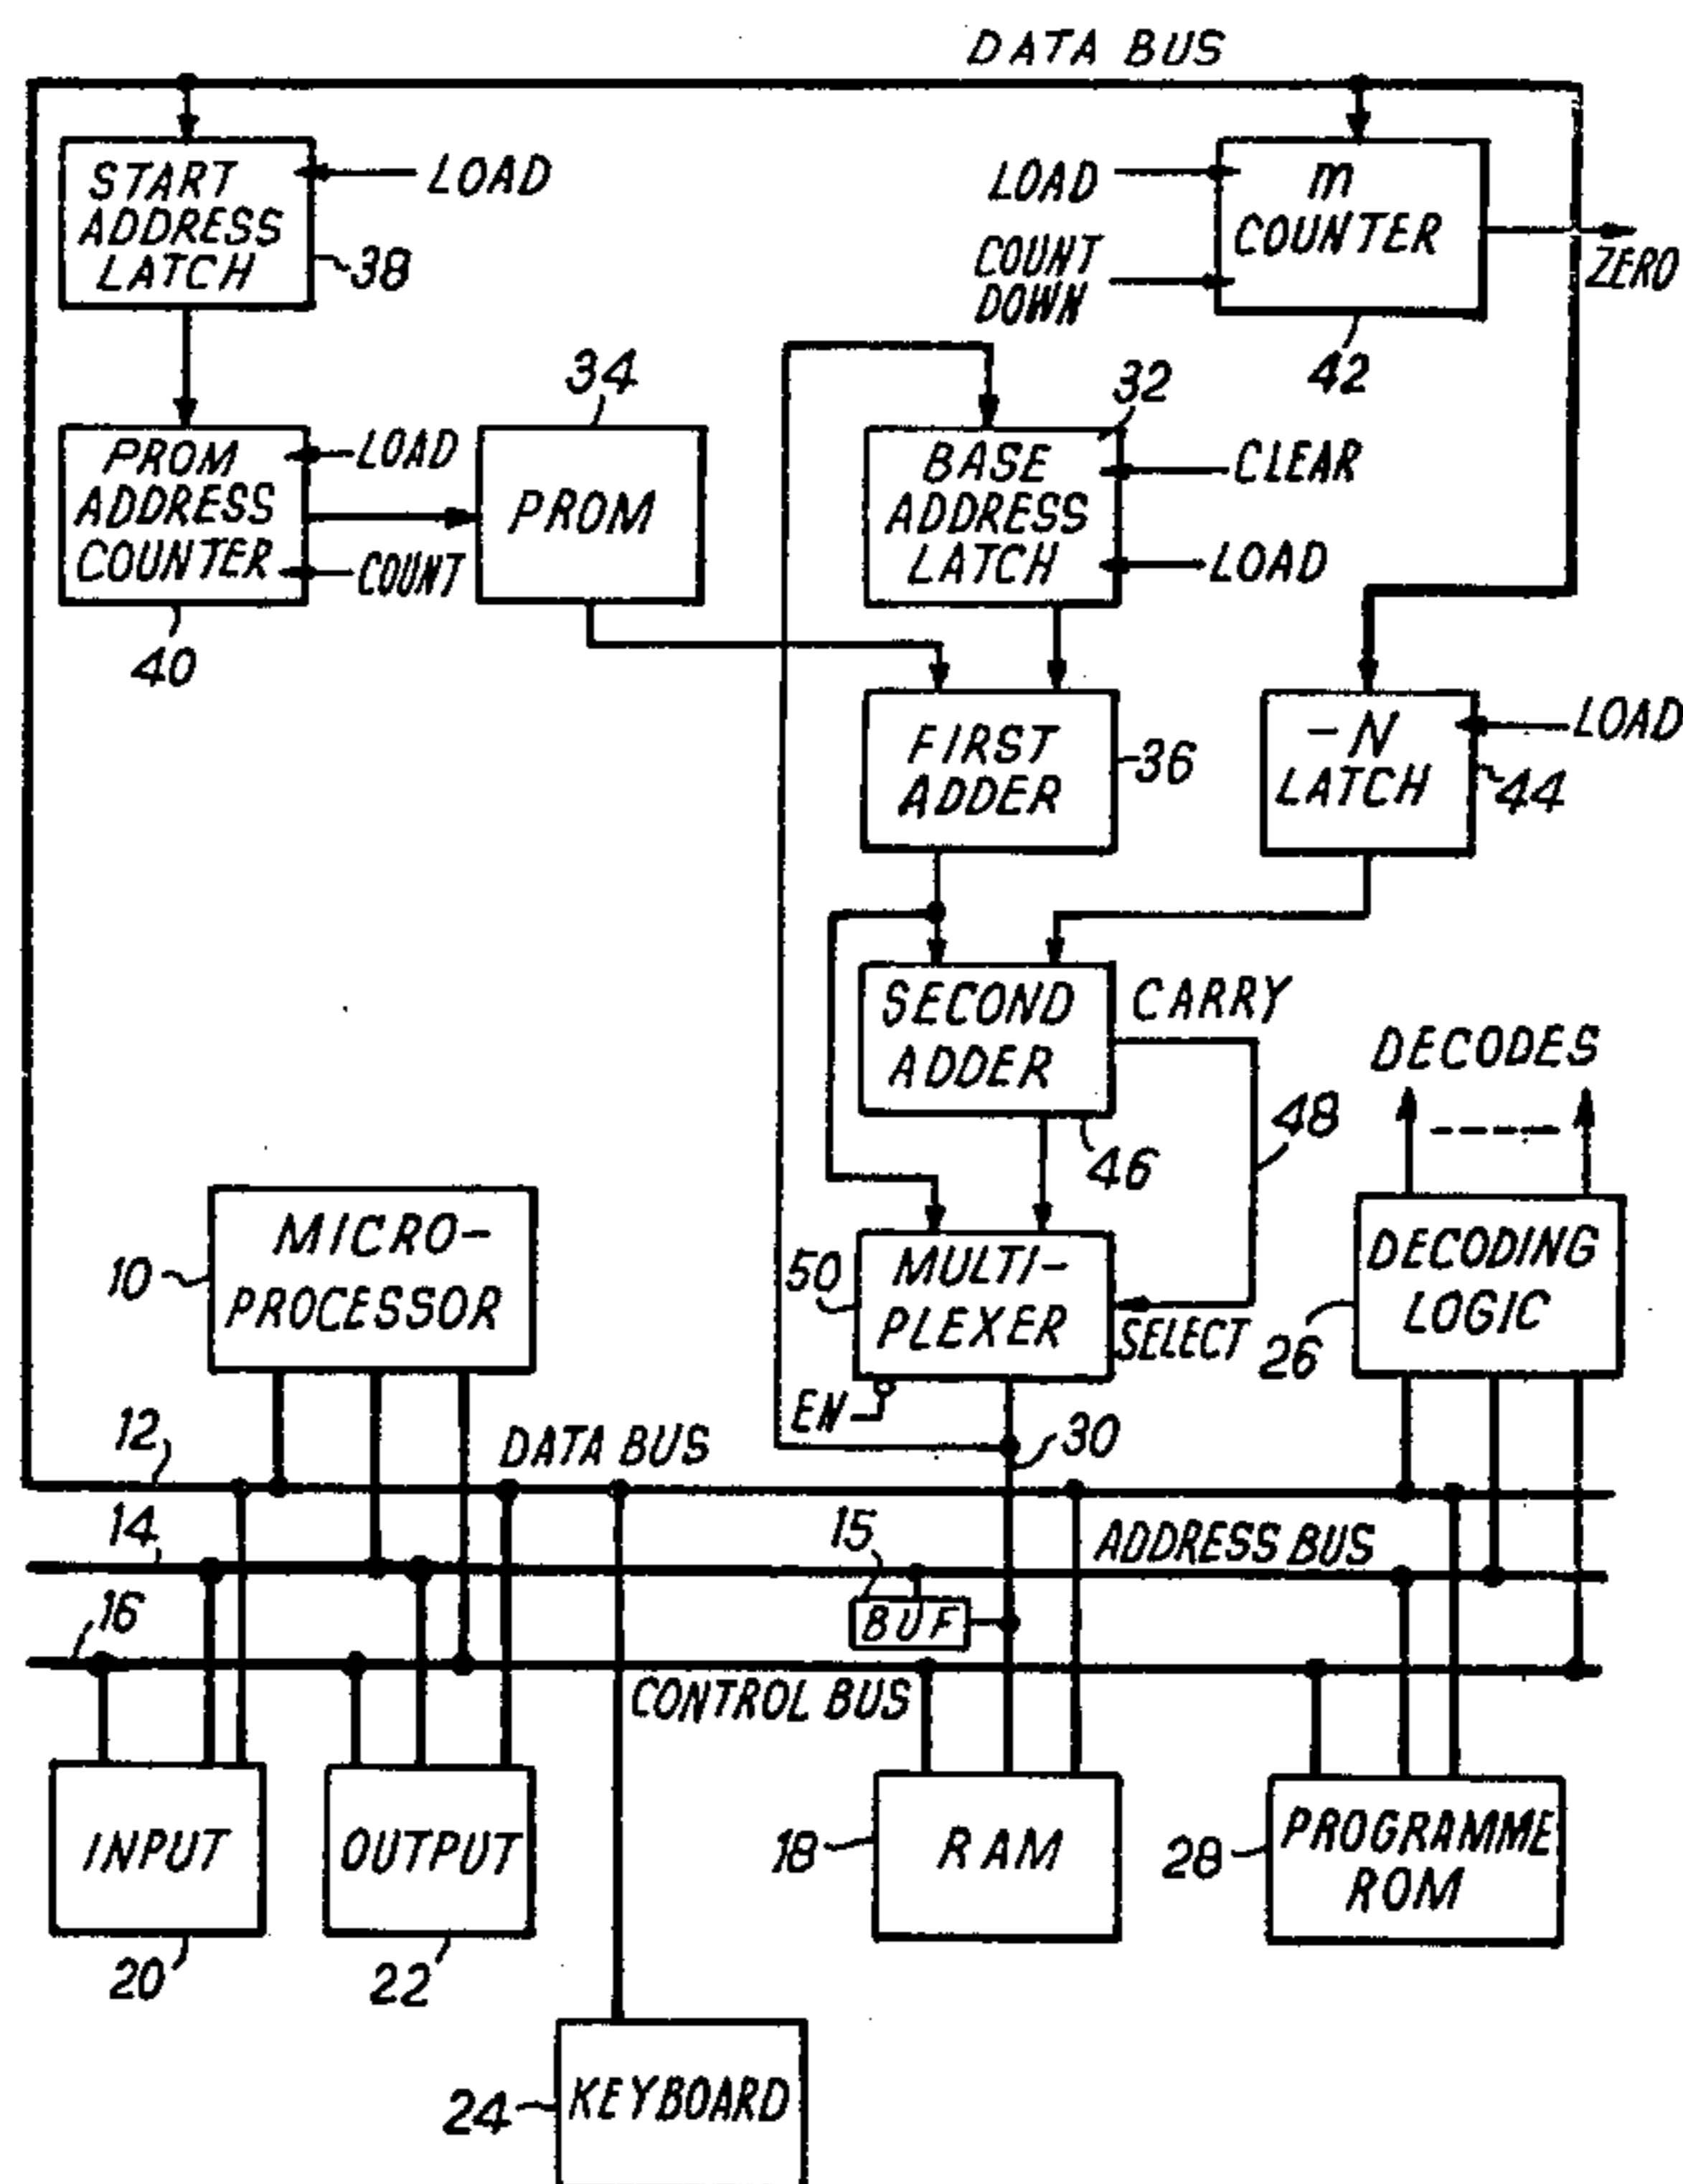 DATA BUS
START
ADDRESS
LATCH
LOAD
38
LOAD
COUNT
DOWN
m
COUNTER
ZERO
42
34
32
PROM
ADDRESS
COUNTER
LOAD
COUNT
40
PROM
BASE
ADDRESS
LATCH
CLEAR
LOAD
FIRST
ADDER
36
-N
LATCH
LOAD
44
SECOND
ADDER
CARRY
46
48
DECODES
MICRO-
PROCESSOR
10
50
MULTI-
PLEXER
SELECT
EN
DECODING
LOGIC
26
30
12
DATA BUS
14
15
ADDRESS BUS
BUF
16
CONTROL BUS
INPUT
20
OUTPUT
22
18
RAM
28
PROGRAMME
ROM
24
KEYBOARD